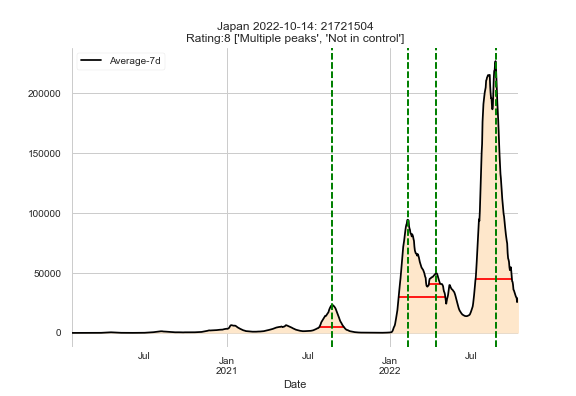 Japan 2022-10-14: 21721504
Rating:8 ['Multiple peaks', 'Not in control']
Average-7d
200000
150000
100000
50000
0
Jul
Jan
2021
Jul
Jan
2022
Jul
Date